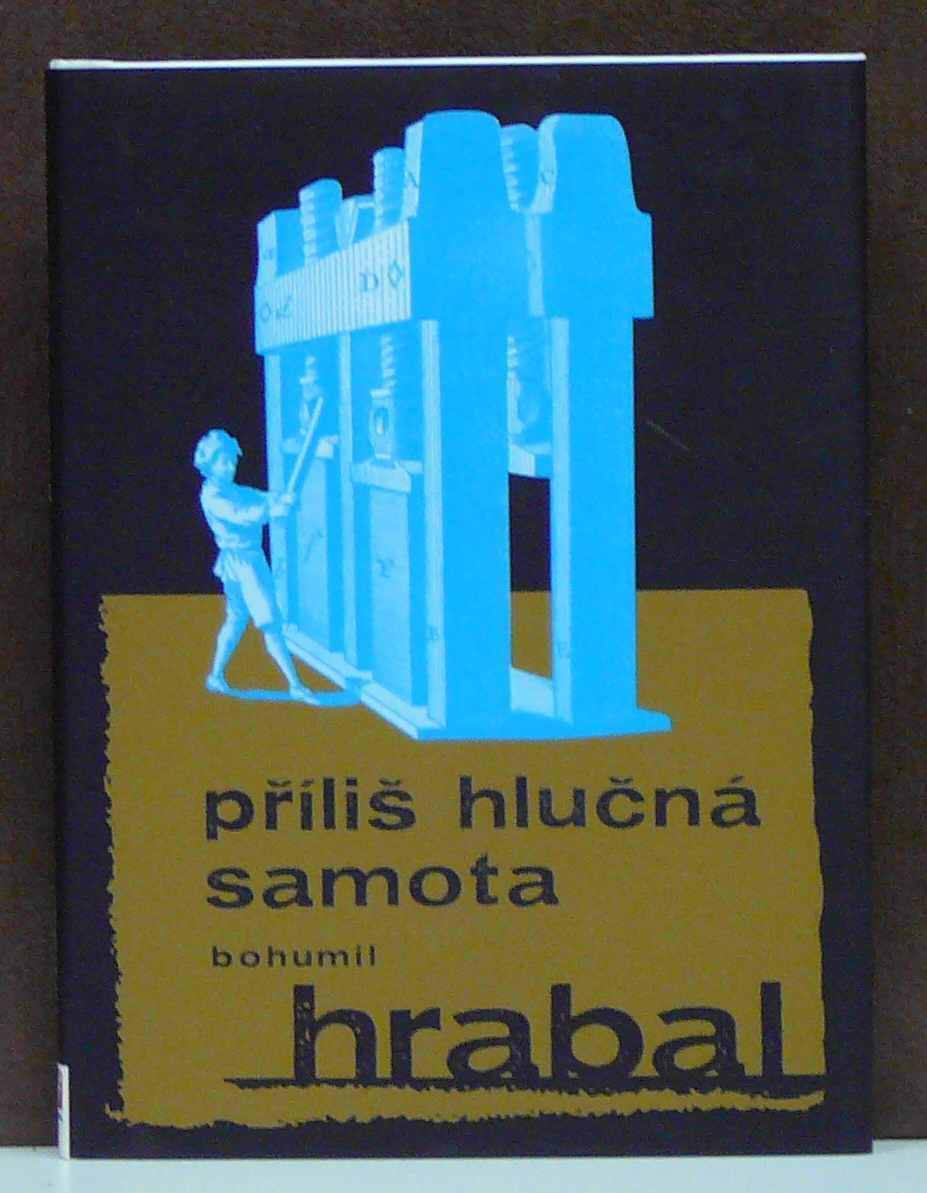 příliš hlučná
samota
bohumil
hrabal